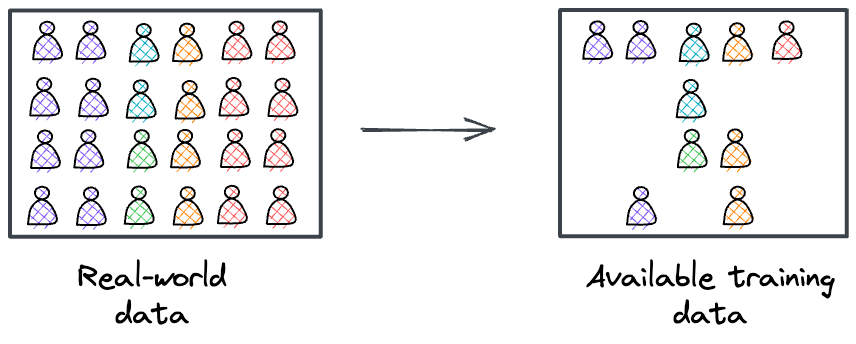 Real-world
data
Available training
data